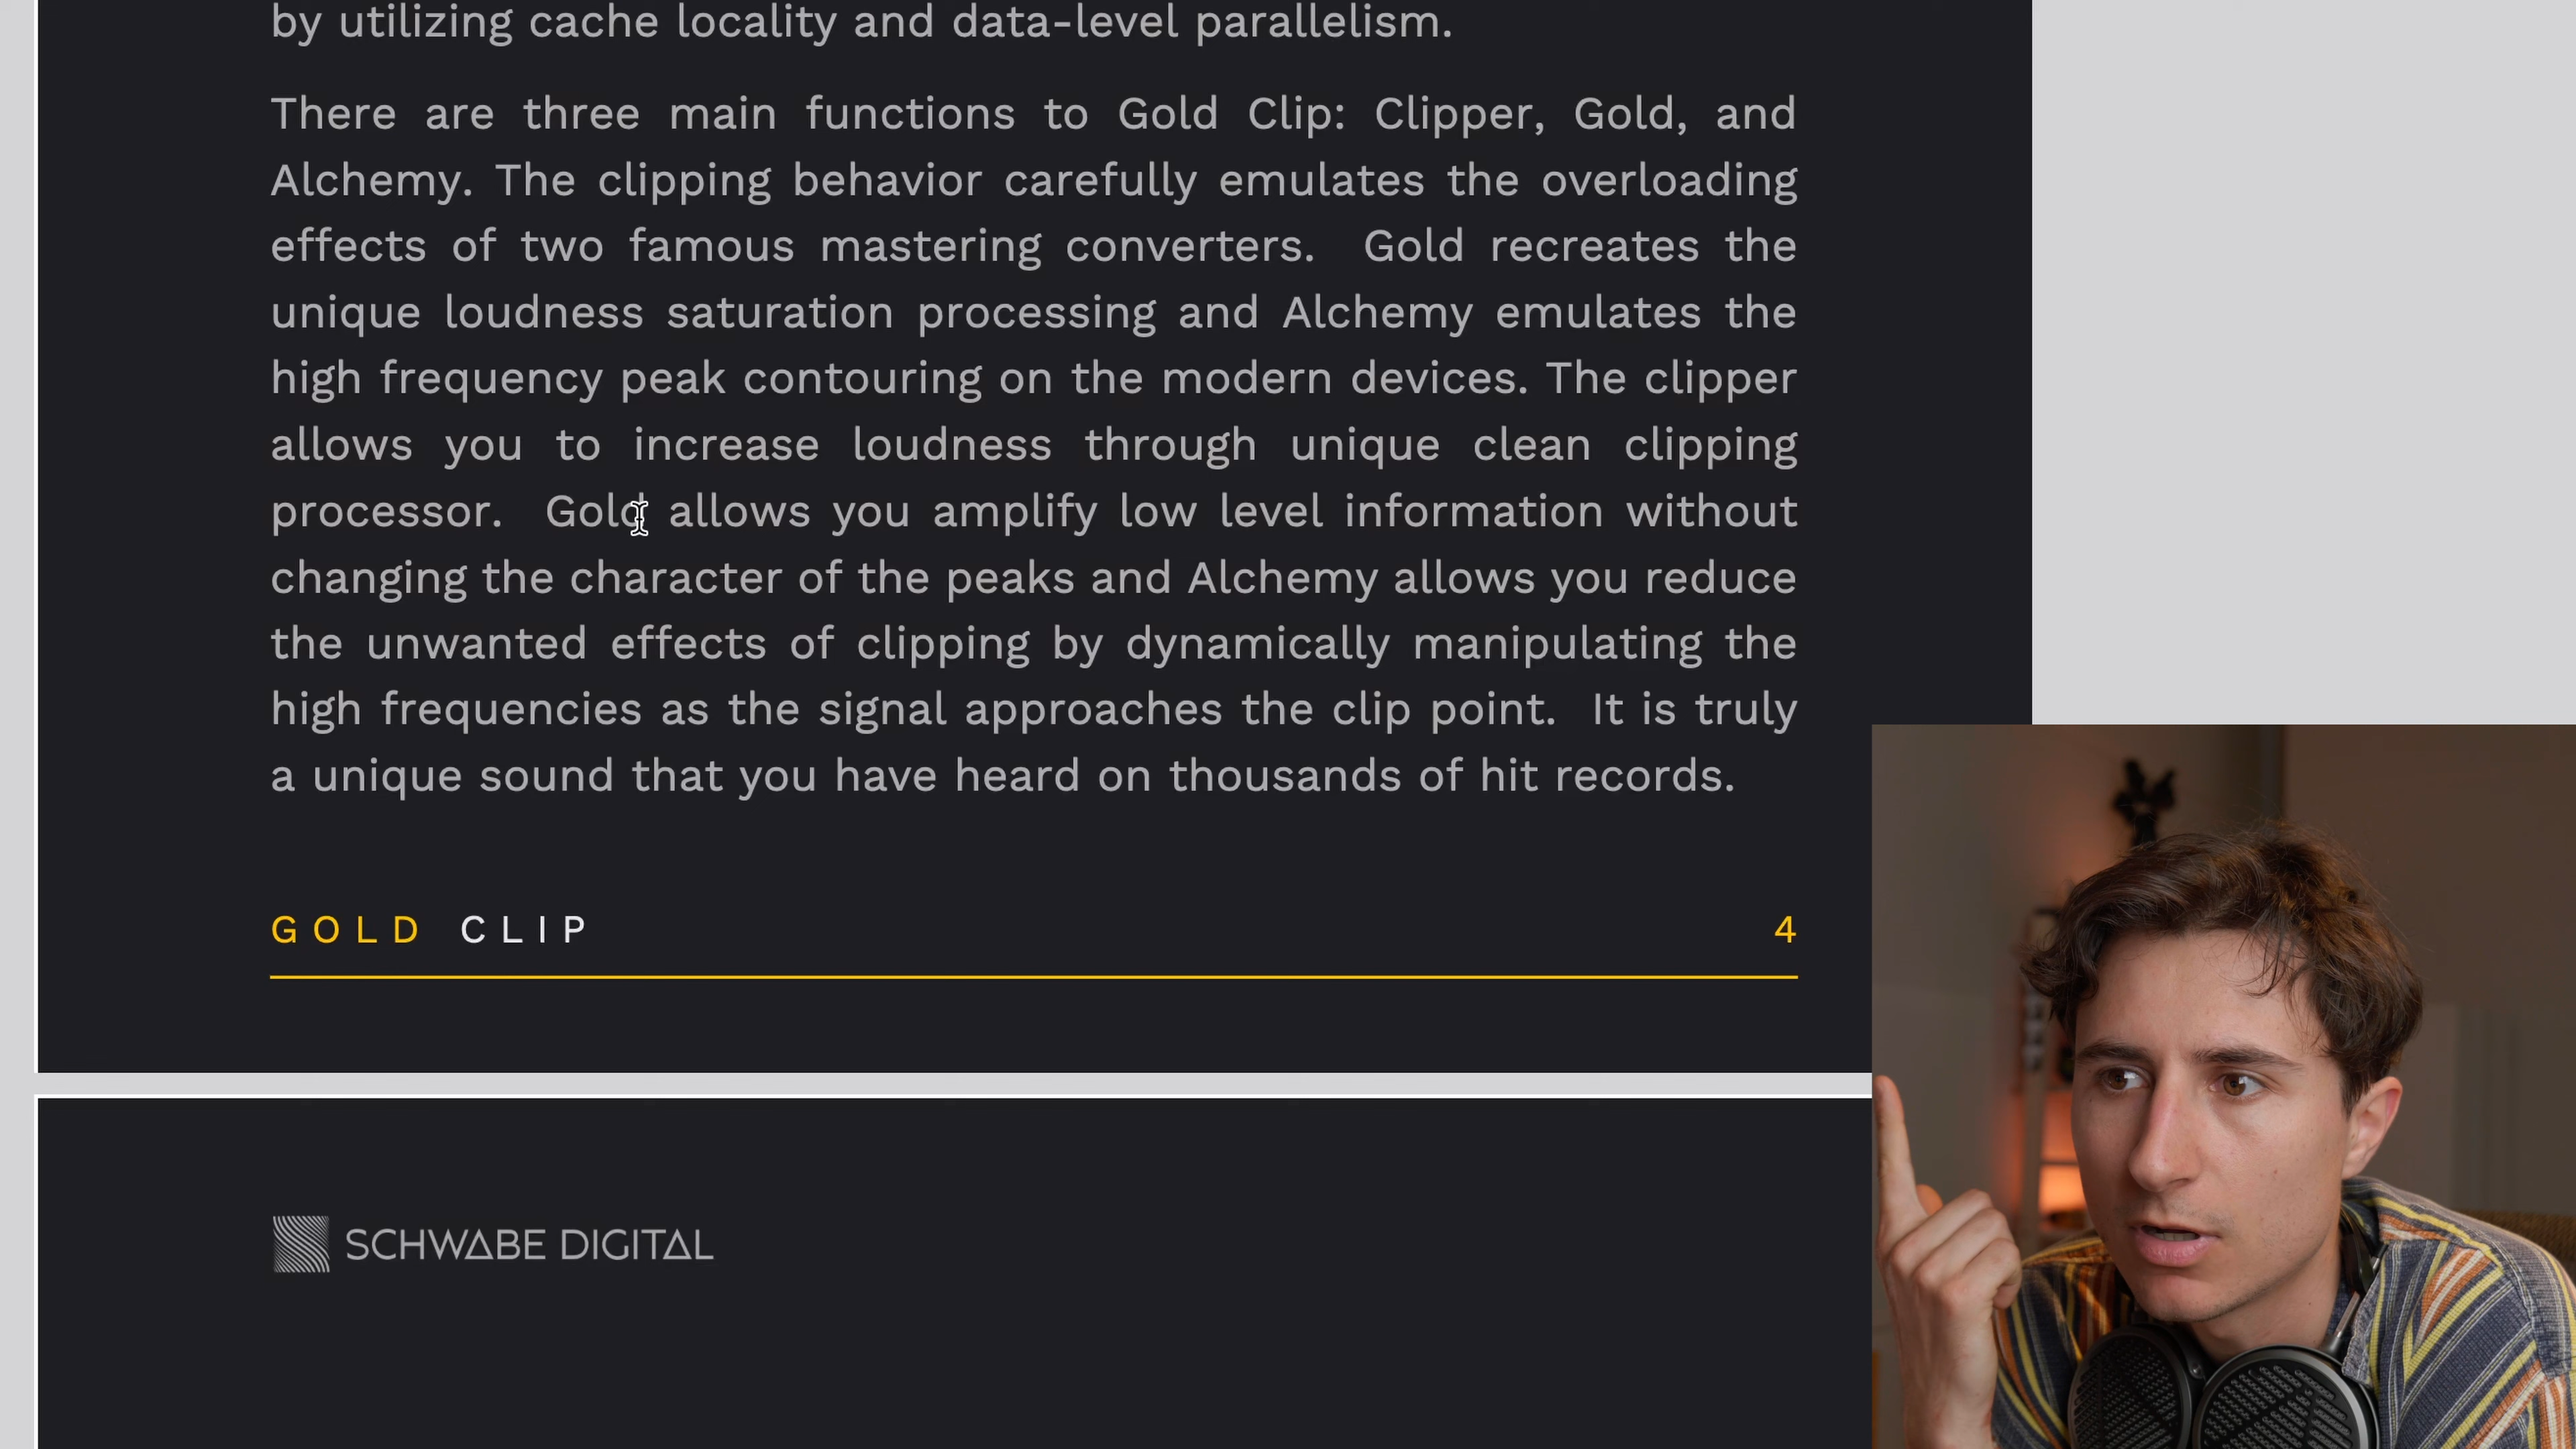 by utilizing cache locality and data-level parallelism.
There are three main functions to Gold Clip: Clipper, Gold, and
Alchemy. The clipping behavior carefully emulates the overloading
effects of two famous mastering converters. Gold recreates the
unique loudness saturation processing and Alchemy emulates the
high frequency peak contouring on the modern devices. The clipper
allows you to increase loudness through unique clean clipping
processor. Gold allows you amplify low level information without
changing the character of the peaks and Alchemy allows you reduce
the unwanted effects of clipping by dynamically manipulating the
high frequencies as the signal approaches the clip point. It is truly
a unique sound that you have heard on thousands of hit records.
GOLD CLIP 4
SCHWABE DIGITAL